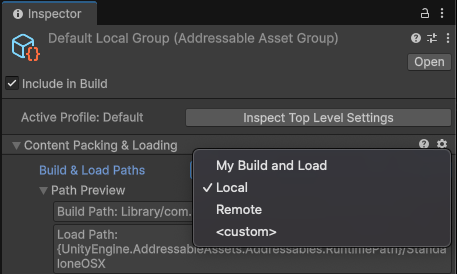 Inspector
Default Local Group (Addressable Asset Group)
Open
Include in Build
Active Profile: Default
Inspect Top Level Settings
Content Packing & Loading
Build & Load Paths
My Build and Load
Local
Remote
<custom>
Path Preview
Build Path: Library/com.
Load Path:
{UnityEngine.AddressableAssets.Addressables.RuntimePath}/Standa
loneOSX